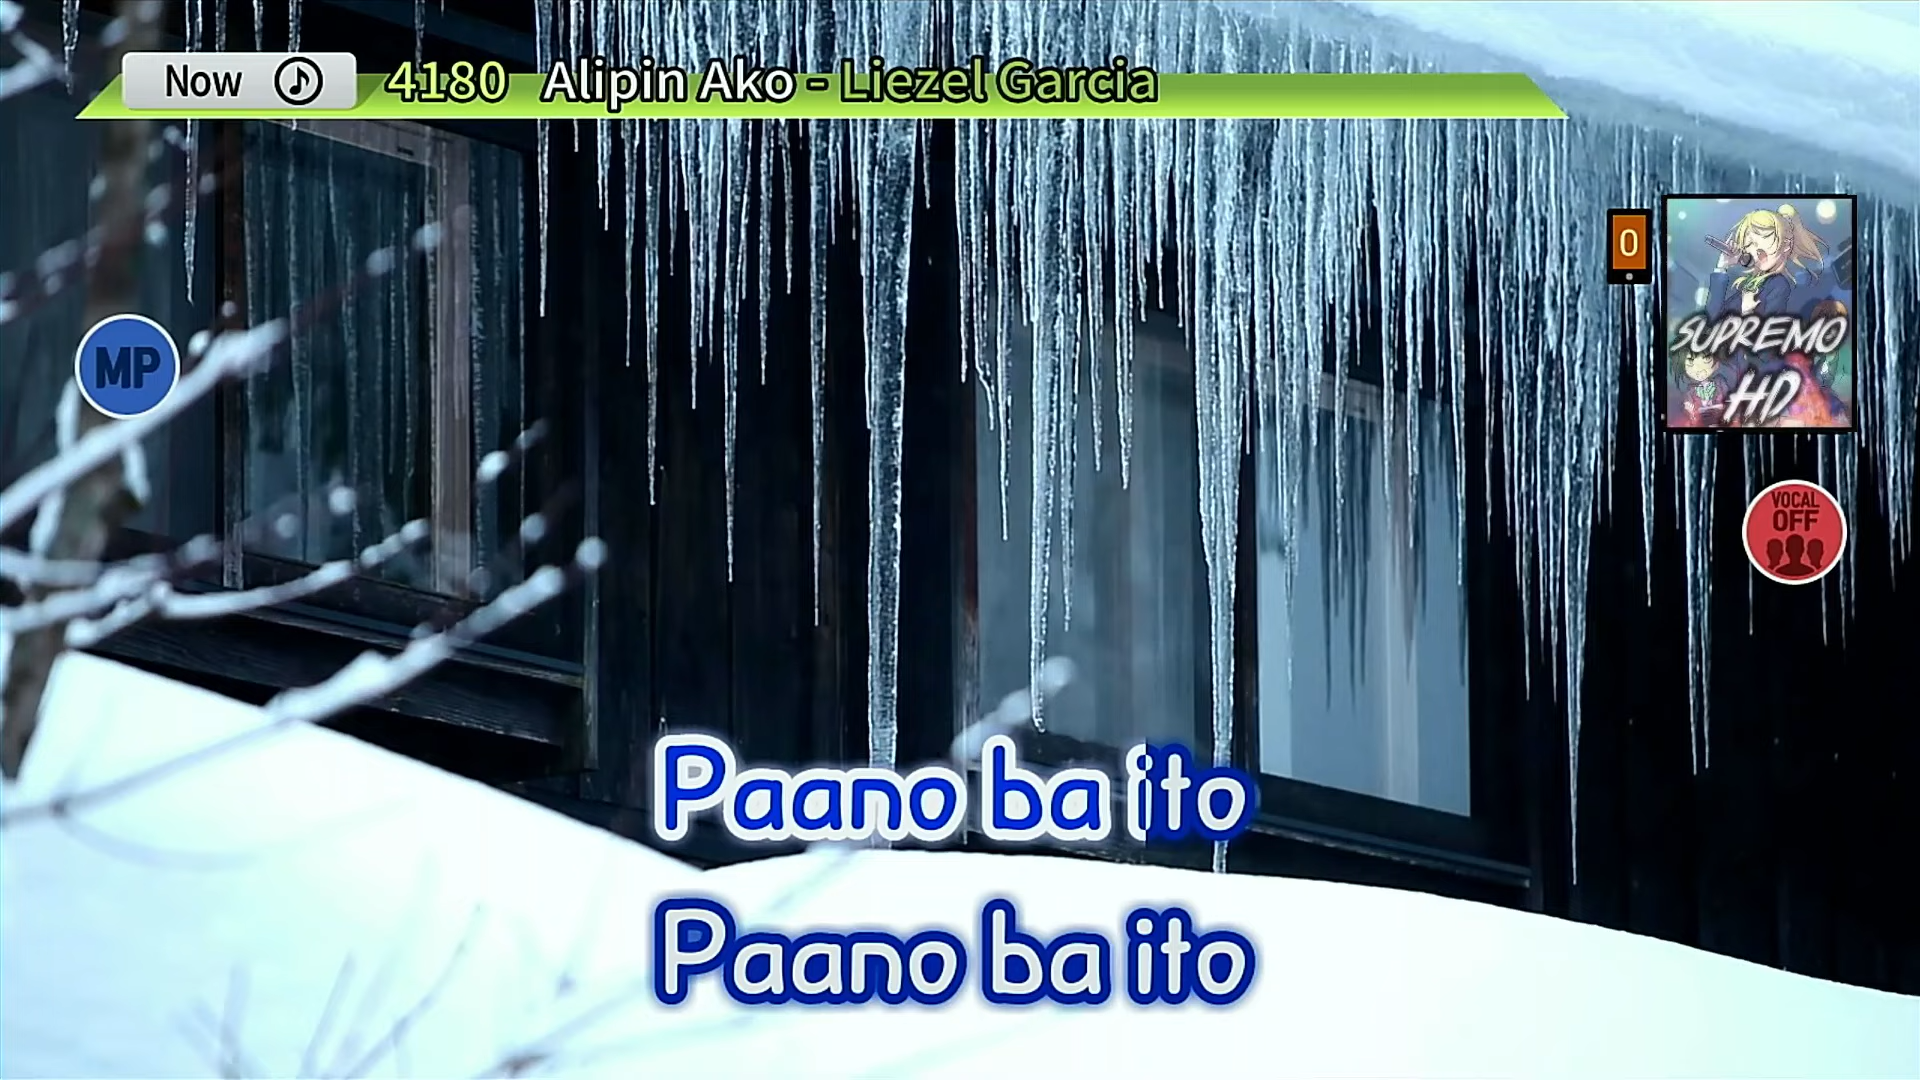 Now 4180 Alipin Ako - Liezel Garcia
0
SUPREMO
HD
MP
VOCAL
OFF
Paano ba ito
Paano ba ito